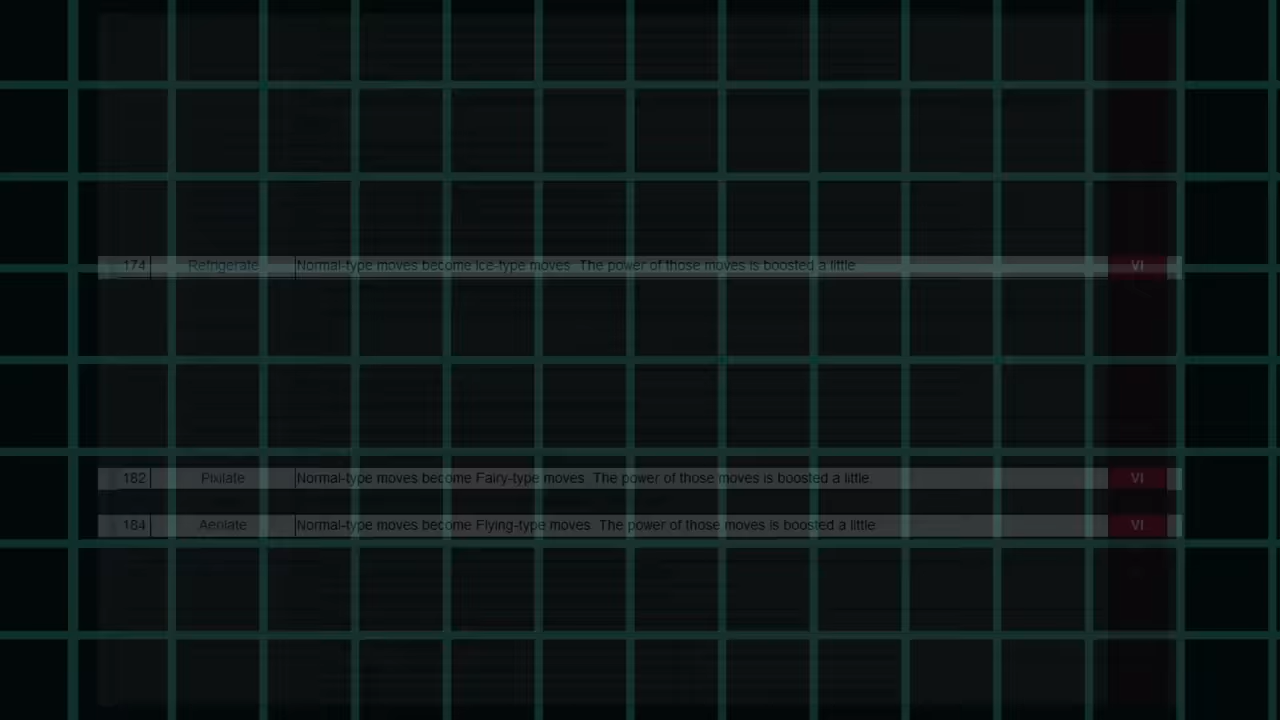 174 Refrigerate Normal-type moves become Ice-type moves. The power of those moves is boosted a little. VI
182 Pixilate Normal-type moves become Fairy-type moves. The power of those moves is boosted a little. VI
184 Aerilate Normal-type moves become Flying-type moves. The power of those moves is boosted a little. VI